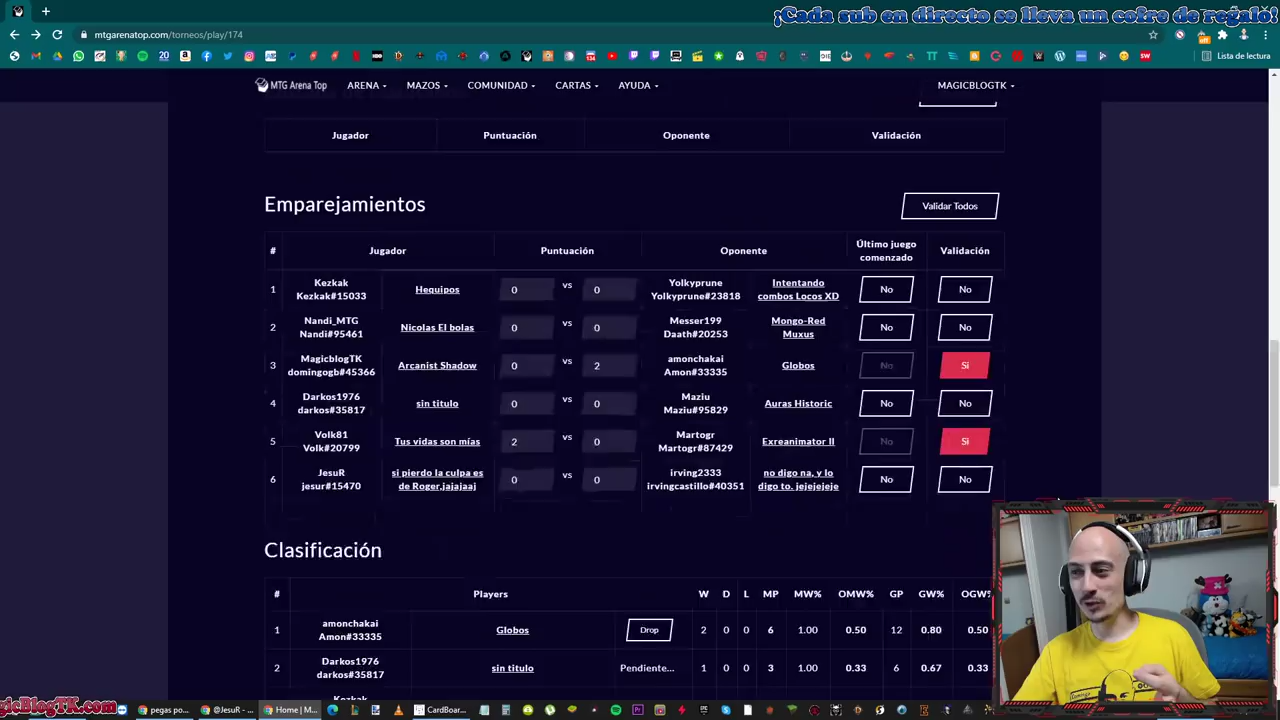 ¡Cada sub en directo se lleva un cofre de regalo!
mtgarenatop.com/torneos/play/174
Lista de lectura
MTG Arena Top
ARENA
MAZOS
COMUNIDAD
CARTAS
AYUDA
MAGICBLOGTK
Jugador
Puntuación
Oponente
Validación
Emparejamientos
Validar Todos
# Jugador Puntuación Oponente Último juego comenzado Validación
1 Kezkak Kezkak#15033 Hequipos 0 vs 0 Yolkyprune Yolkyprune#23818 Intentando combos Locos XD No No
2 Nandi_MTG Nandi#95461 Nicolas El bolas 0 vs 0 Messer199 Daath#20253 Mongo-Red Muxus No No
3 MagicblogTK domingogb#45366 Arcanist Shadow 0 vs 2 amonchakai Amon#33335 Globos No Si
4 Darkos1976 darkos#35817 sin titulo 0 vs 0 Maziu Maziu#95829 Auras Historic No No
5 Volk81 Volk#20799 Tus vidas son mías 2 vs 0 Martogr Martogr#87429 Exreanimator II No Si
6 JesuR jesur#15470 si pierdo la culpa es de Roger,jajajaaj 0 vs 0 irving2333 irvingcastillo#40351 no digo na, y lo digo to. jejejejeje No No
Clasificación
# Players W D L MP MW% OMW% GP GW% OGW%
1 amonchakai Amon#33335 Globos Drop 2 0 0 6 1.00 0.50 12 0.80 0.50
2 Darkos1976 darkos#35817 sin titulo Pendiente... 1 0 0 3 1.00 0.33 6 0.67 0.33
Kezkak
gicBlogTK.com
pegas po...
@JesuR - ...
Home | M...